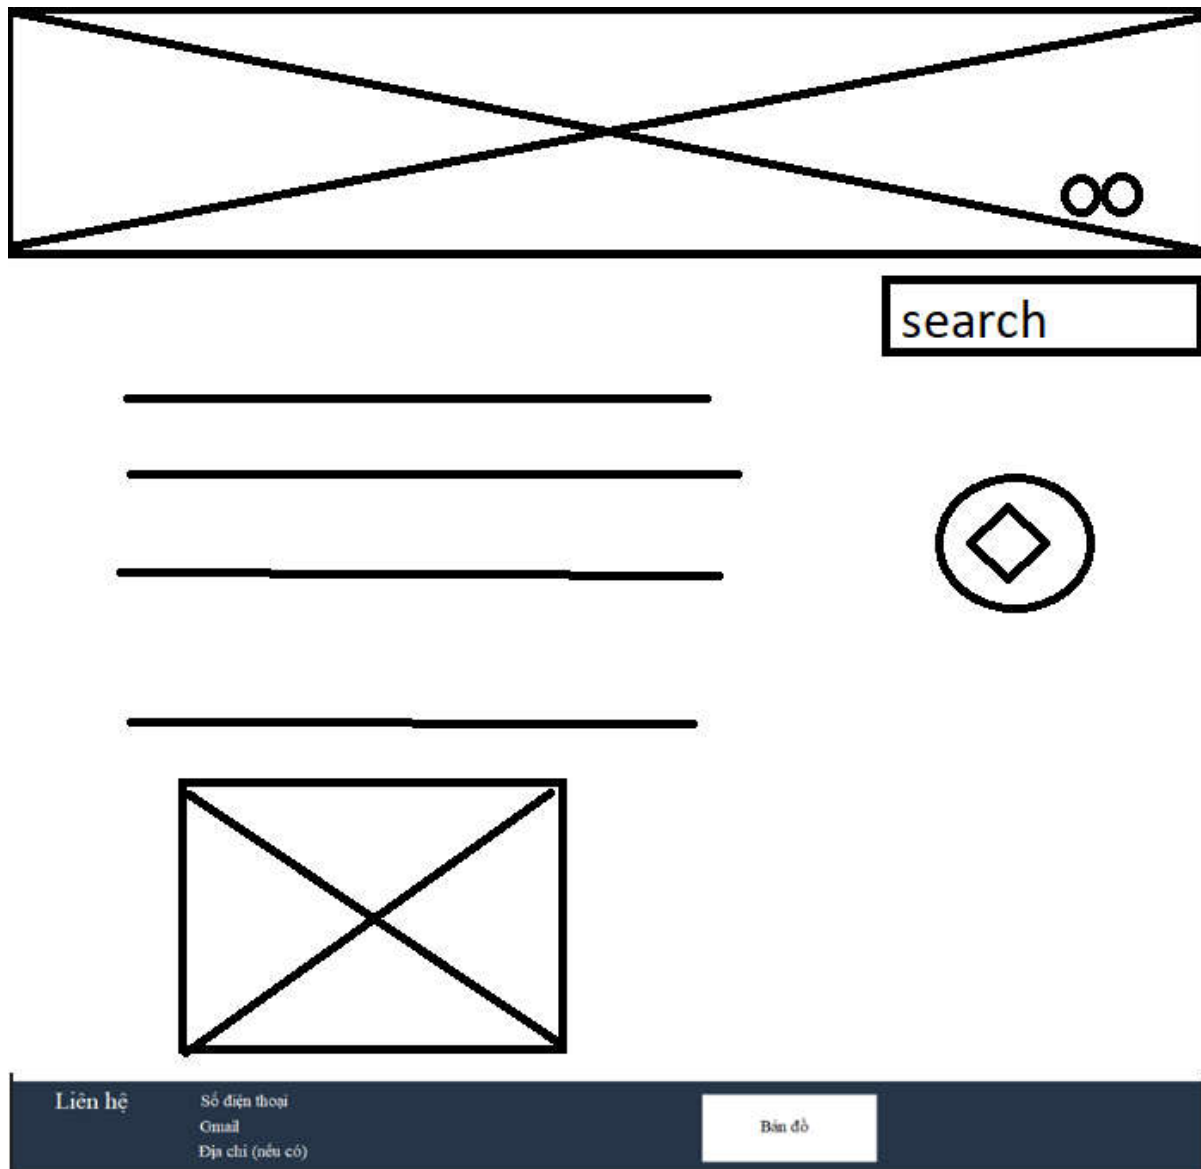 search
Liên hệ
Số điện thoại
Gmail
Địa chỉ (nếu có)
Bản đồ